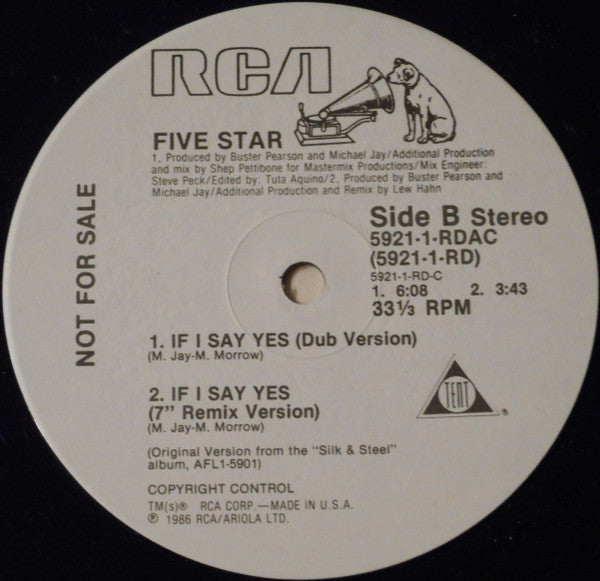 RCA
FIVE STAR
1. Produced by Buster Pearson and Michael Jay/Additional Production
and mix by Shep Pettibone for Mastermix Productions/Mix Engineer:
Steve Peck/Edited by: Tuta Aquino/2. Produced by Buster Pearson and
Michael Jay/Additional Production and Remix by Lew Hahn
NOT FOR SALE
Side B Stereo
5921-1-RDAC
(5921-1-RD)
5921-1-RD-C
1. 6:08 2. 3:43
33⅓ RPM
1. IF I SAY YES (Dub Version)
(M. Jay-M. Morrow)
2. IF I SAY YES
(7" Remix Version)
(M. Jay-M. Morrow)
TENT
®
(Original Version from the "Silk & Steel"
album, AFL1-5901)
COPYRIGHT CONTROL
TM(s)® RCA CORP.—MADE IN U.S.A.
℗ 1986 RCA/ARIOLA LTD.